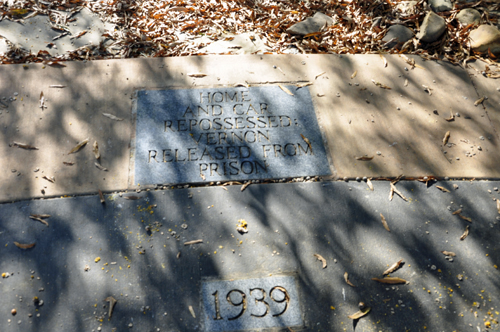 HOME
AND CAR
REPOSSESSED:
VERNON
RELEASED FROM
PRISON
1939